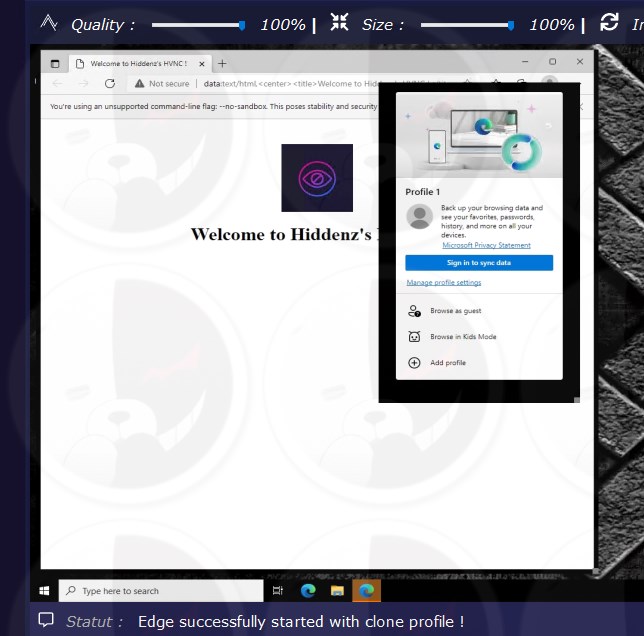 Quality : 100% | Size : 100% |
Welcome to Hiddenz's HVNC !
Not secure | data:text/html,<center> <title>Welcome to
You're using an unsupported command-line flag: --no-sandbox. This poses stability and security
Welcome to Hiddenz's
Profile 1
Back up your browsing data and
see your favorites, passwords,
history, and more on all your
devices.
Microsoft Privacy Statement
Sign in to sync data
Manage profile settings
Browse as guest
Browse in Kids Mode
Add profile
Type here to search
Statut : Edge successfully started with clone profile !